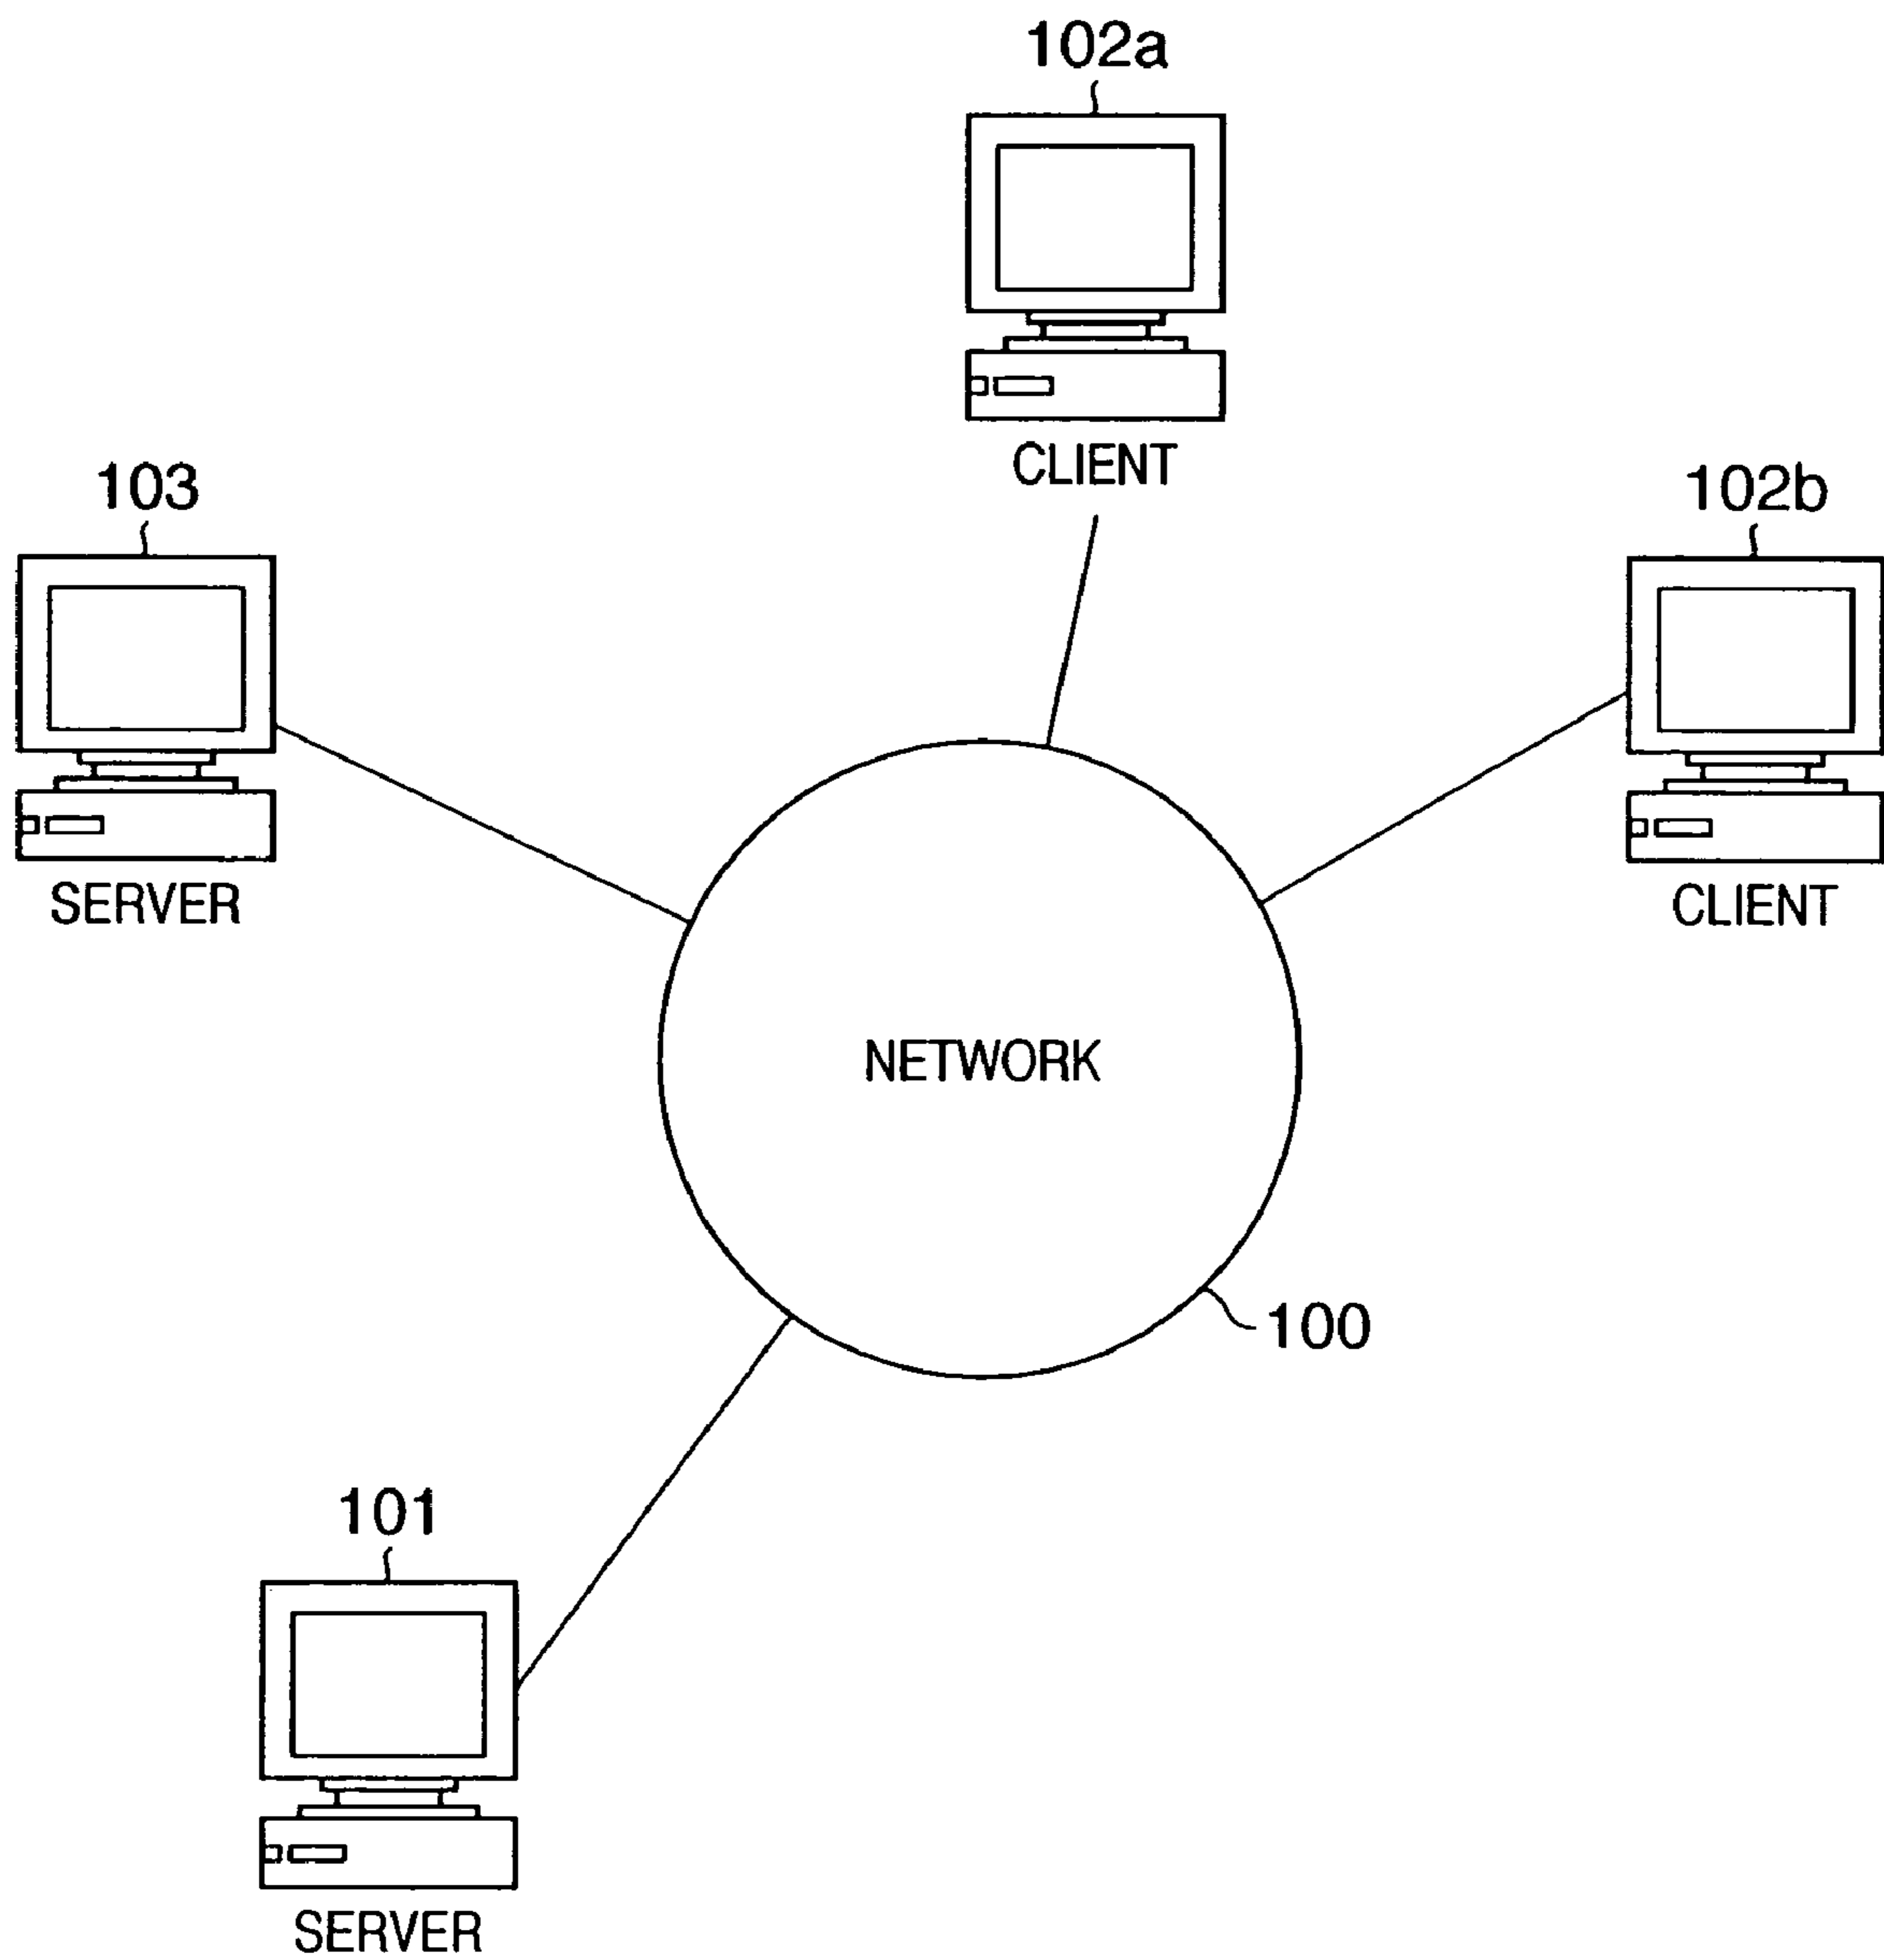 102a
CLIENT
103
102b
SERVER
CLIENT
NETWORK
100
101
SERVER